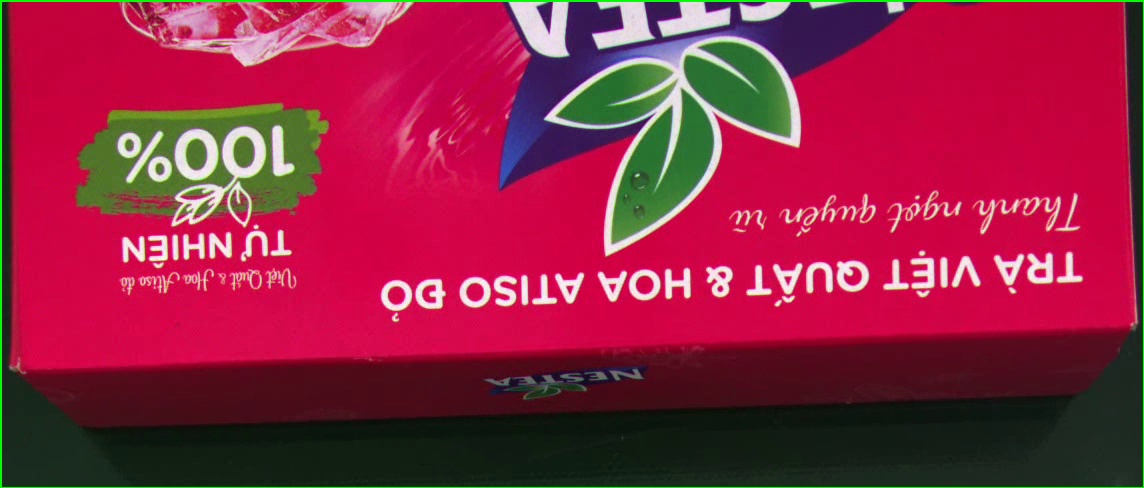 NESTEA
Thanh ngọt quyến rũ
TRÀ VIỆT QUẤT & HOA ATISO ĐỎ
100%
TỰ NHIÊN
Việt Quất & Hoa Atiso đỏ
NESTEA